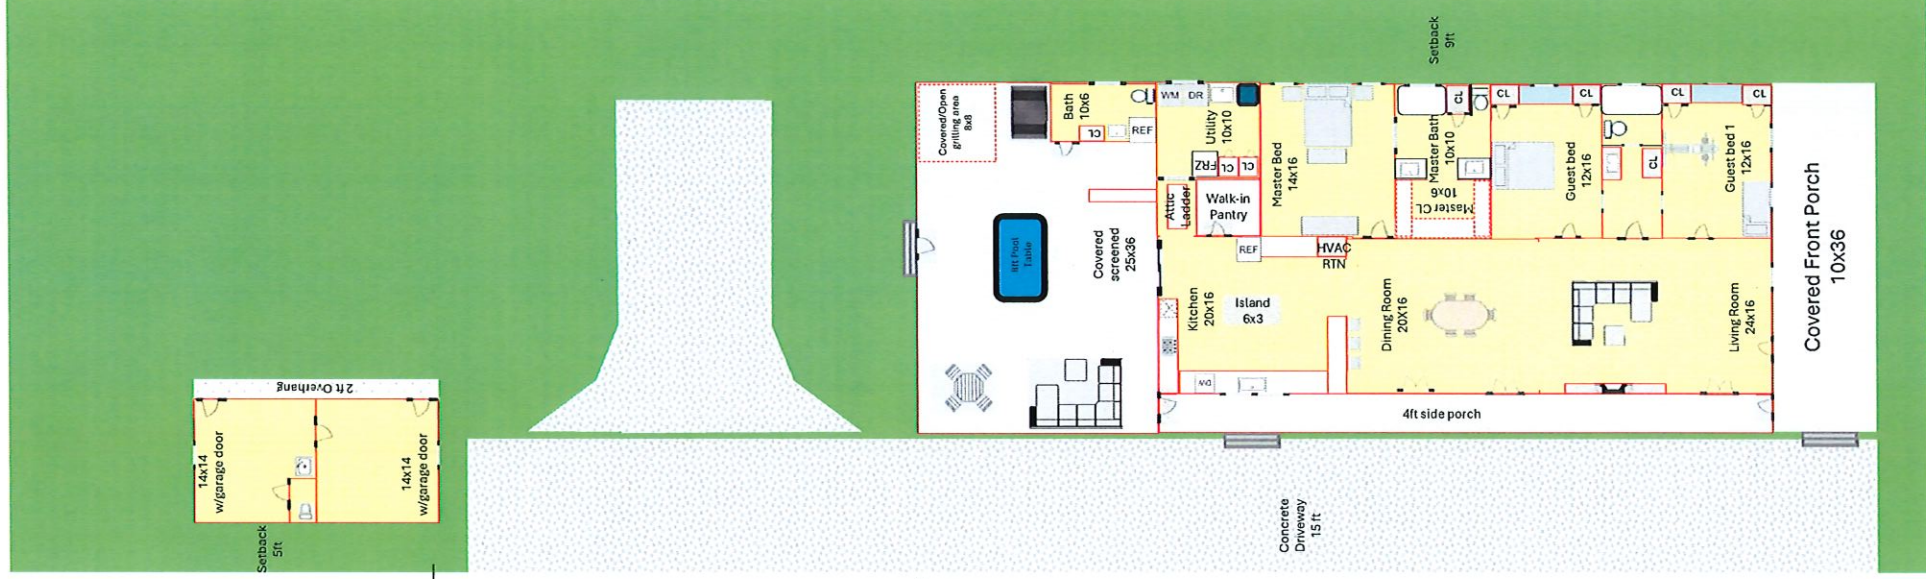 Setback
9ft
Covered/Open
grilling area
8x8
Bath
10x6
CL
REF
WM
DR
Utility
10x10
FRZ
CL
CL
Attic
Ladder
Walk-in
Pantry
Master Bed
14x16
CL
Master Bath
10x10
Master CL
10x6
CL
CL
Guest bed
12x16
CL
CL
CL
Guest bed 1
12x16
Covered Front Porch
10x36
8ft Pool
Table
Covered
screened
25x36
REF
HVAC
RTN
Kitchen
20x16
Island
6x3
DW
Dining Room
20X16
Living Room
24x16
4ft side porch
2 ft Overhang
14x14
w/garage door
14x14
w/garage door
Setback
5ft
Concrete
Driveway
15 ft